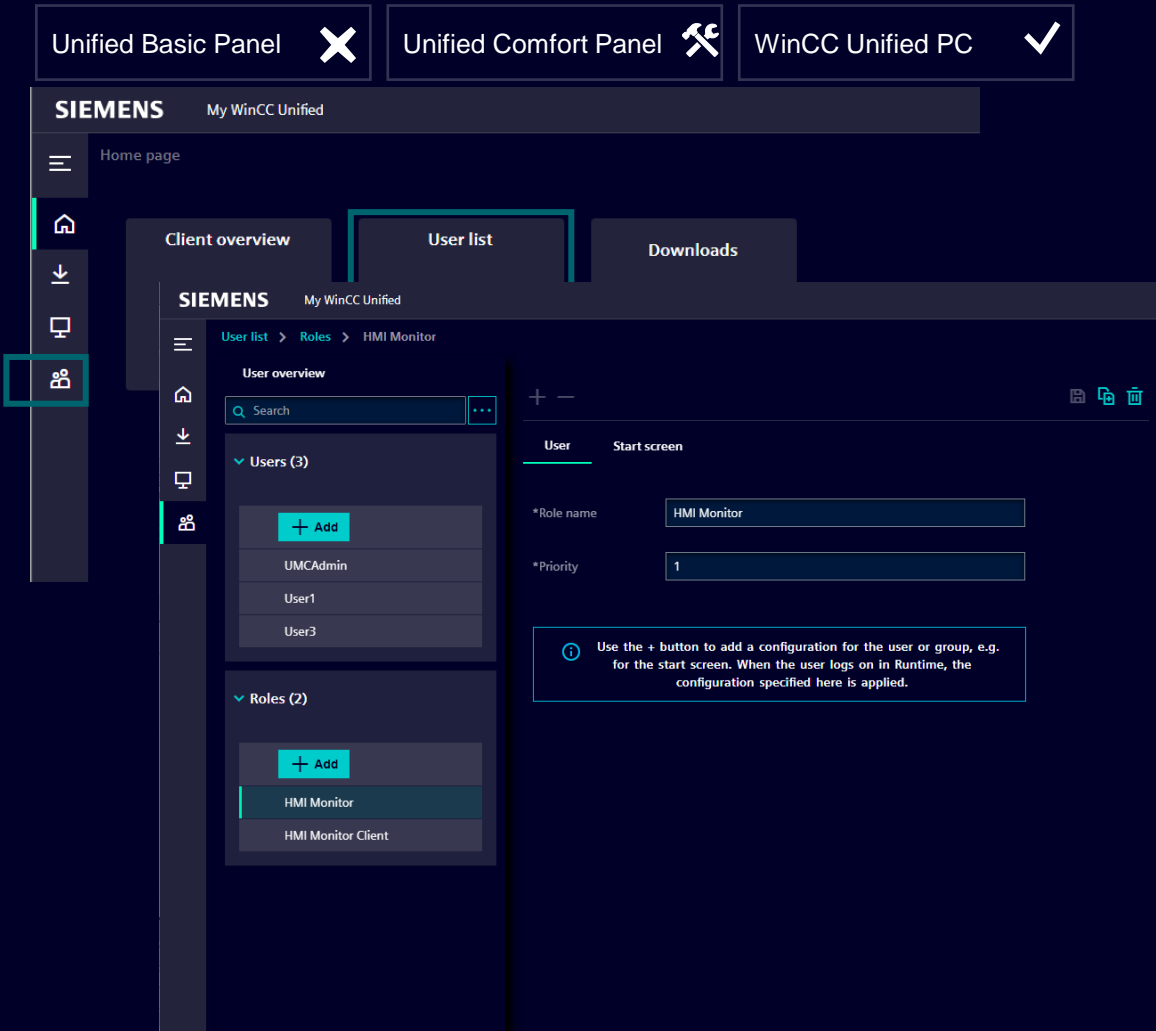 Unified Basic Panel
Unified Comfort Panel
WinCC Unified PC
SIEMENS My WinCC Unified
Home page
Client overview
User list
Downloads
SIEMENS My WinCC Unified
User list > Roles > HMI Monitor
User overview
Search
...
Users (3)
+ Add
UMCAdmin
User1
User3
Roles (2)
+ Add
HMI Monitor
HMI Monitor Client
User Start screen
*Role name HMI Monitor
*Priority 1
Use the + button to add a configuration for the user or group, e.g.
for the start screen. When the user logs on in Runtime, the
configuration specified here is applied.